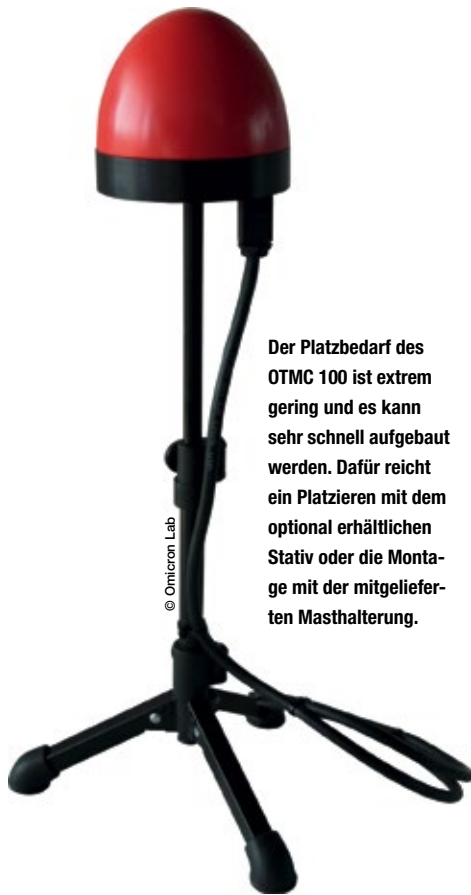 Der Platzbedarf des
OTMC 100 ist extrem
gering und es kann
sehr schnell aufgebaut
werden. Dafür reicht
ein Platzieren mit dem
optional erhältlichen
Stativ oder die Monta-
ge mit der mitgeliefer-
ten Masthalterung.
© Omicron Lab